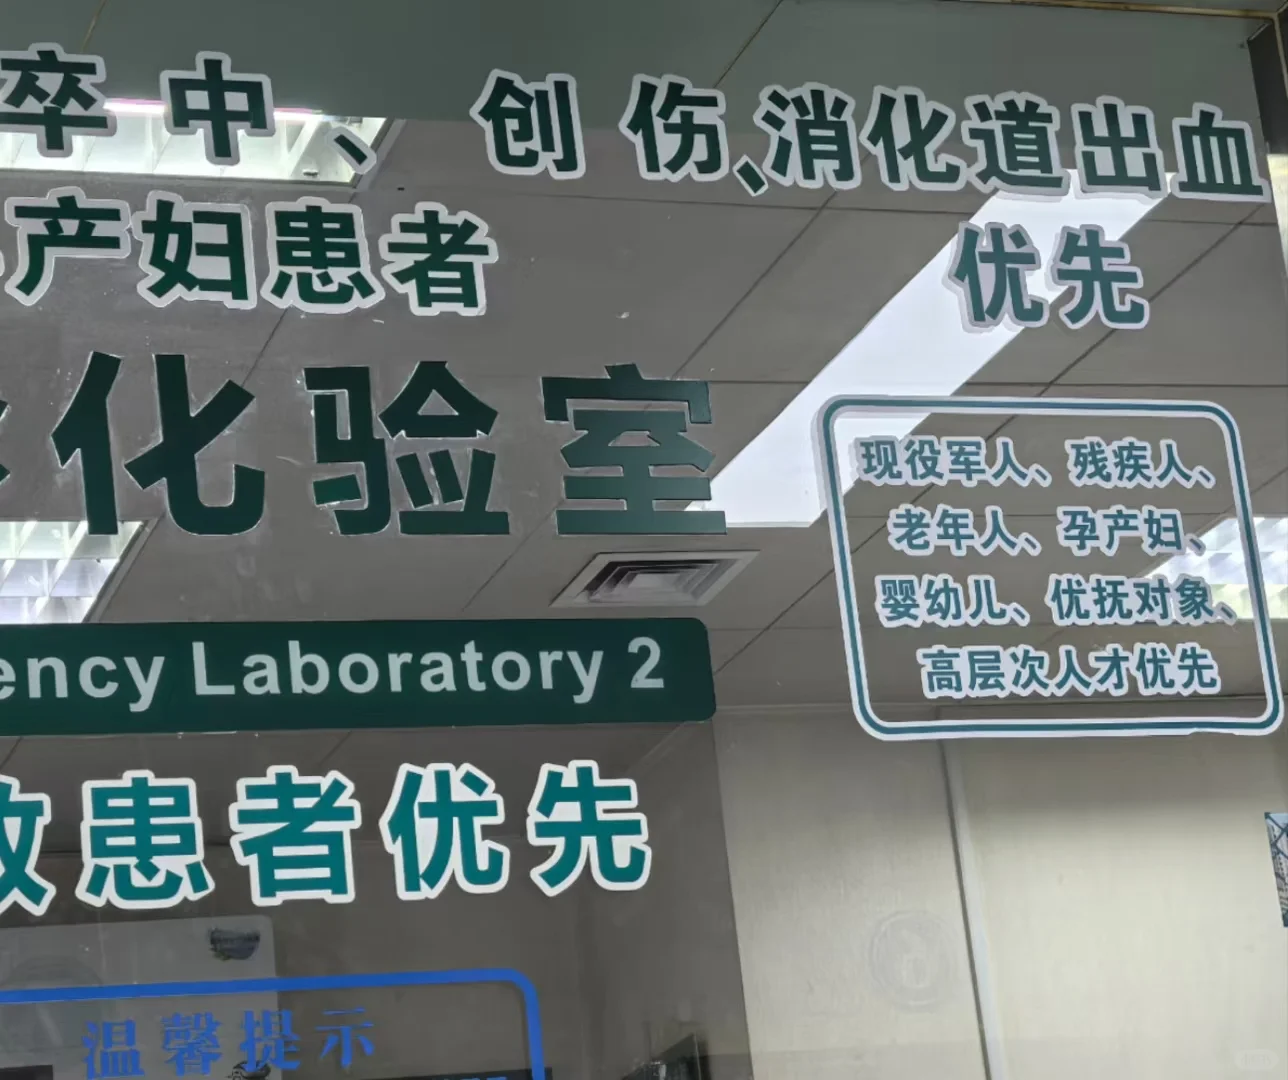 卒中、创伤、消化道出血
产妇患者
优先
化验室
现役军人、残疾人、
老年人、孕产妇、
婴幼儿、优抚对象、
高层次人才优先
ency Laboratory 2
患者优先
温馨提示